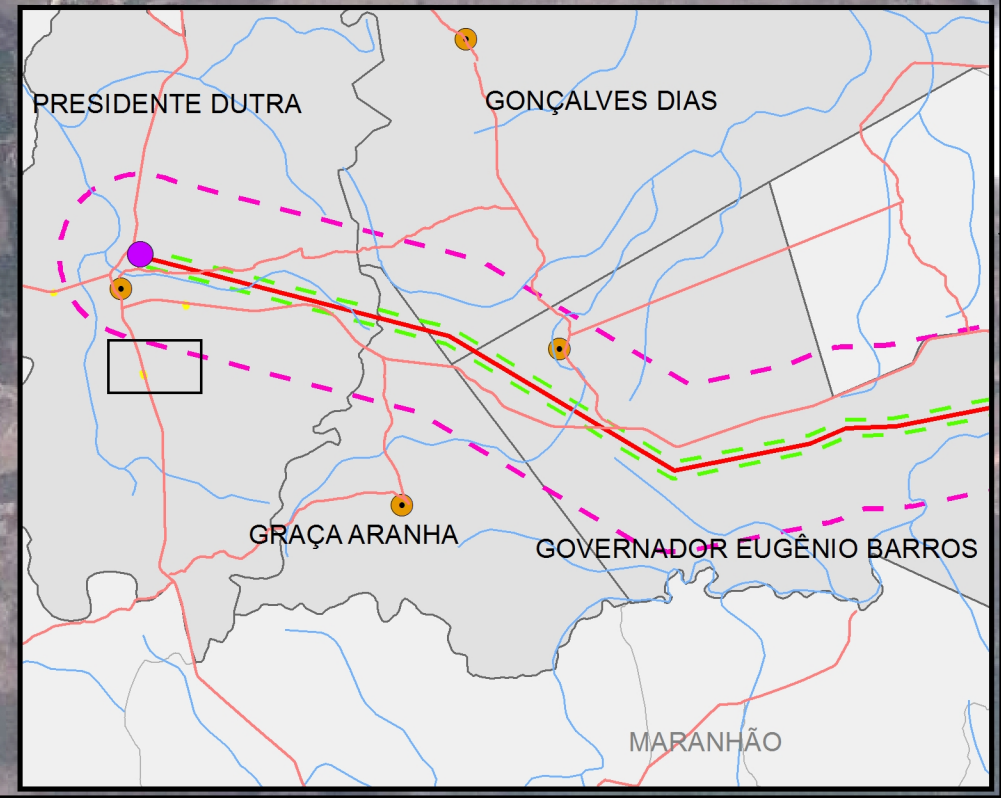 PRESIDENTE DUTRA
GONÇALVES DIAS
GRAÇA ARANHA
GOVERNADOR EUGÊNIO BARROS
MARANHÃO